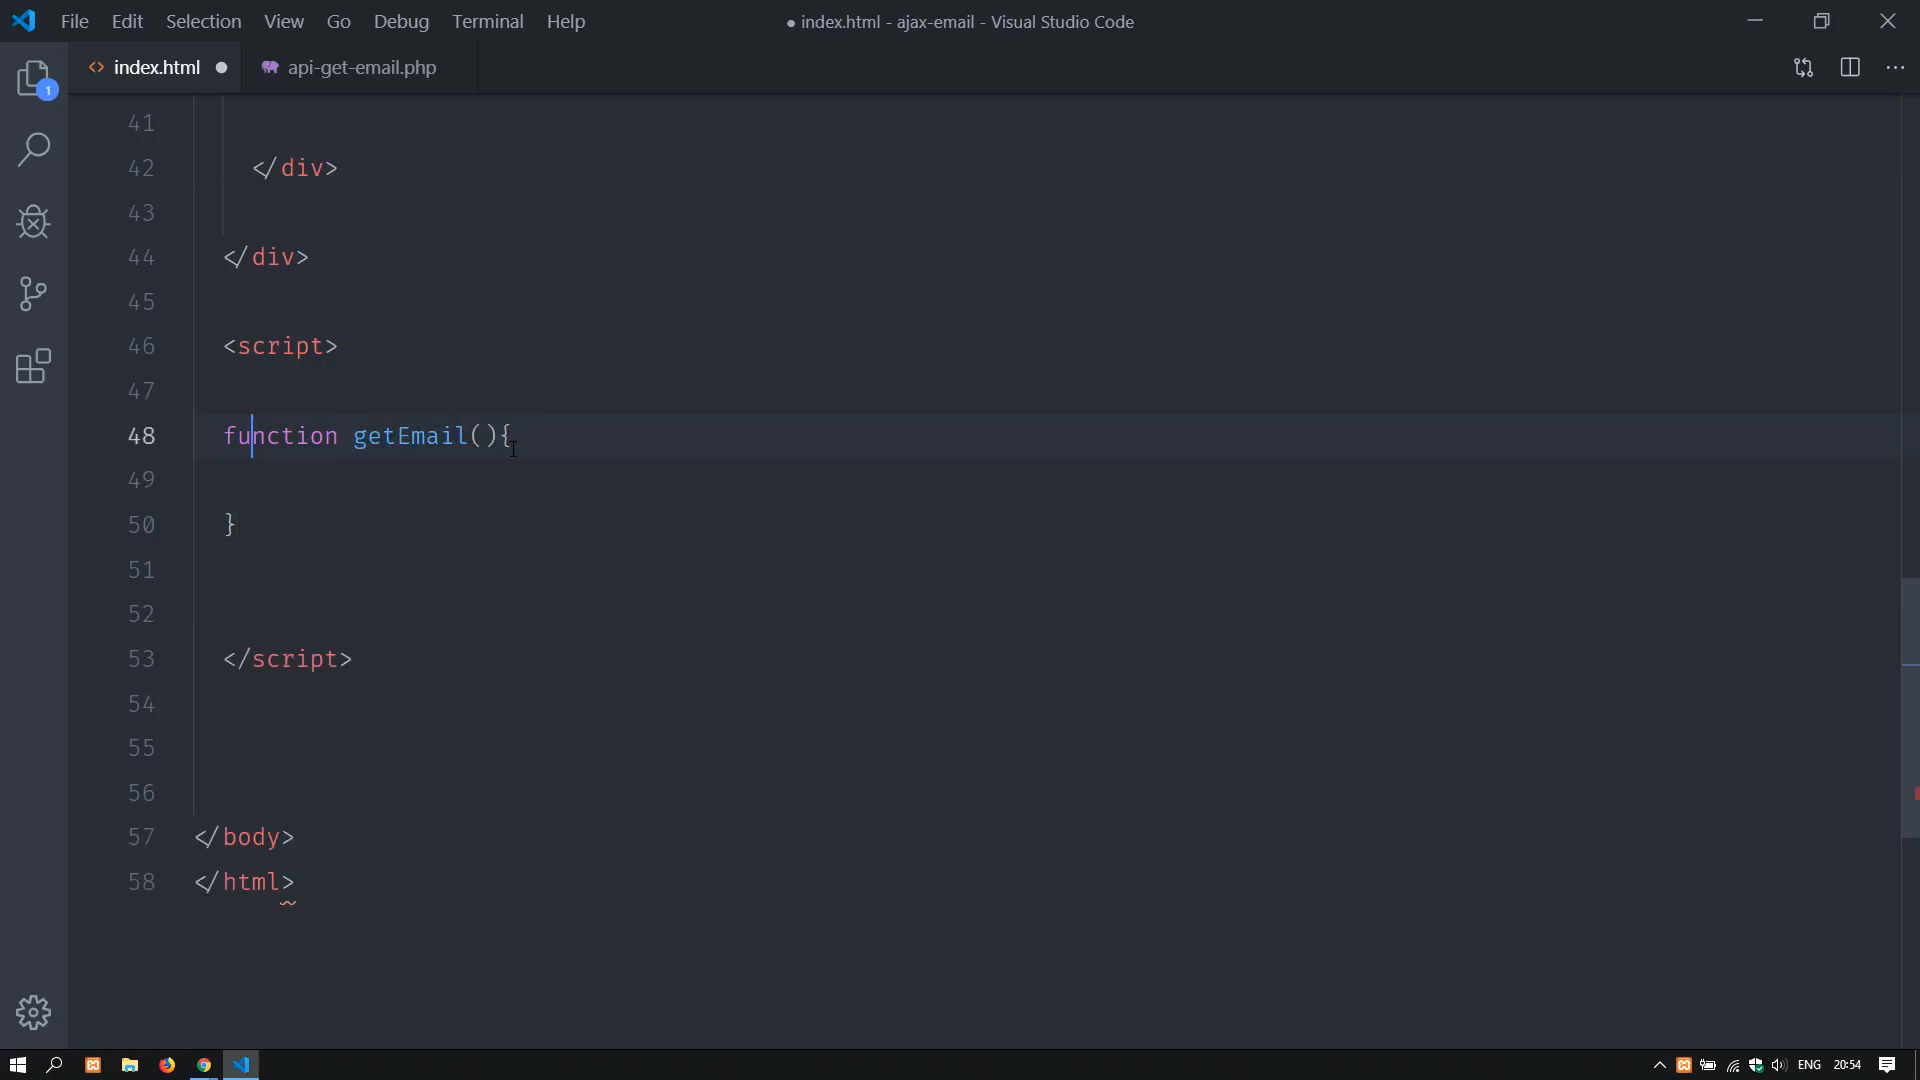 File Edit Selection View Go Debug Terminal Help
● index.html - ajax-email - Visual Studio Code
<> index.html ●
api-get-email.php
1
41
42 </div>
43
44 </div>
45
46 <script>
47
48 function getEmail(){
49
50 }
51
52
53 </script>
54
55
56
57 </body>
58 </html>
ENG 20:54